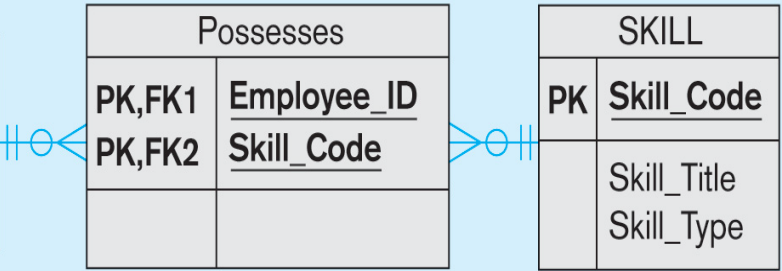 Possesses
PK,FK1 Employee_ID
PK,FK2 Skill_Code
SKILL
PK Skill_Code
Skill_Title
Skill_Type